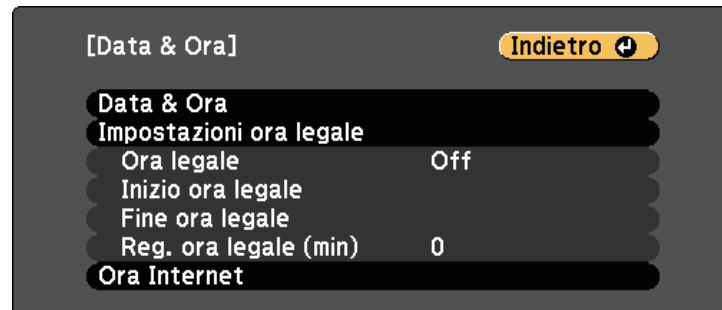 [Data & Ora] Indietro
Data & Ora
Impostazioni ora legale
Ora legale Off
Inizio ora legale
Fine ora legale
Reg. ora legale (min) 0
Ora Internet